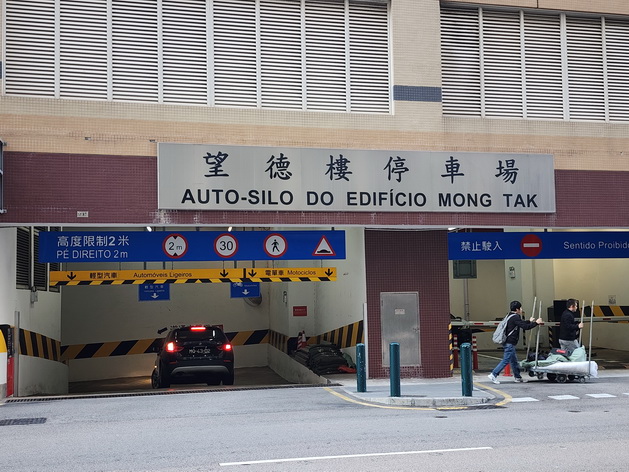 望德樓停車場
AUTO-SILO DO EDIFÍCIO MONG TAK
高度限制2米
PÉ DIREITO 2m
2m
30
禁止駛入
Sentido Proibido
輕型汽車 Automóveis Ligeiros
電單車 Motociclos